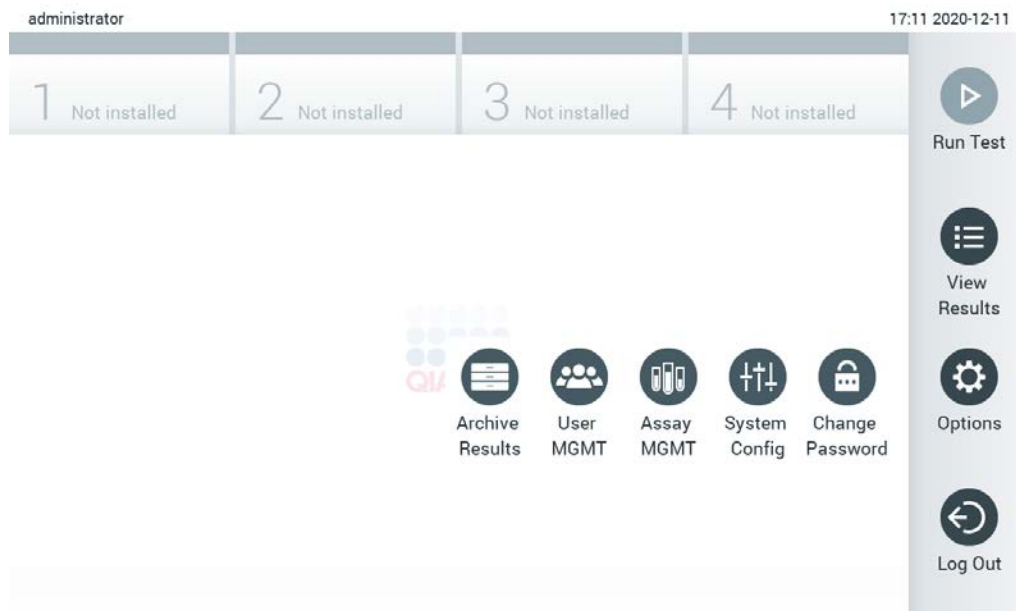 administrator
17:11 2020-12-11
1 Not installed
2 Not installed
3 Not installed
4 Not installed
Run Test
View
Results
Archive
Results
User
MGMT
Assay
MGMT
System
Config
Change
Password
Options
Log Out